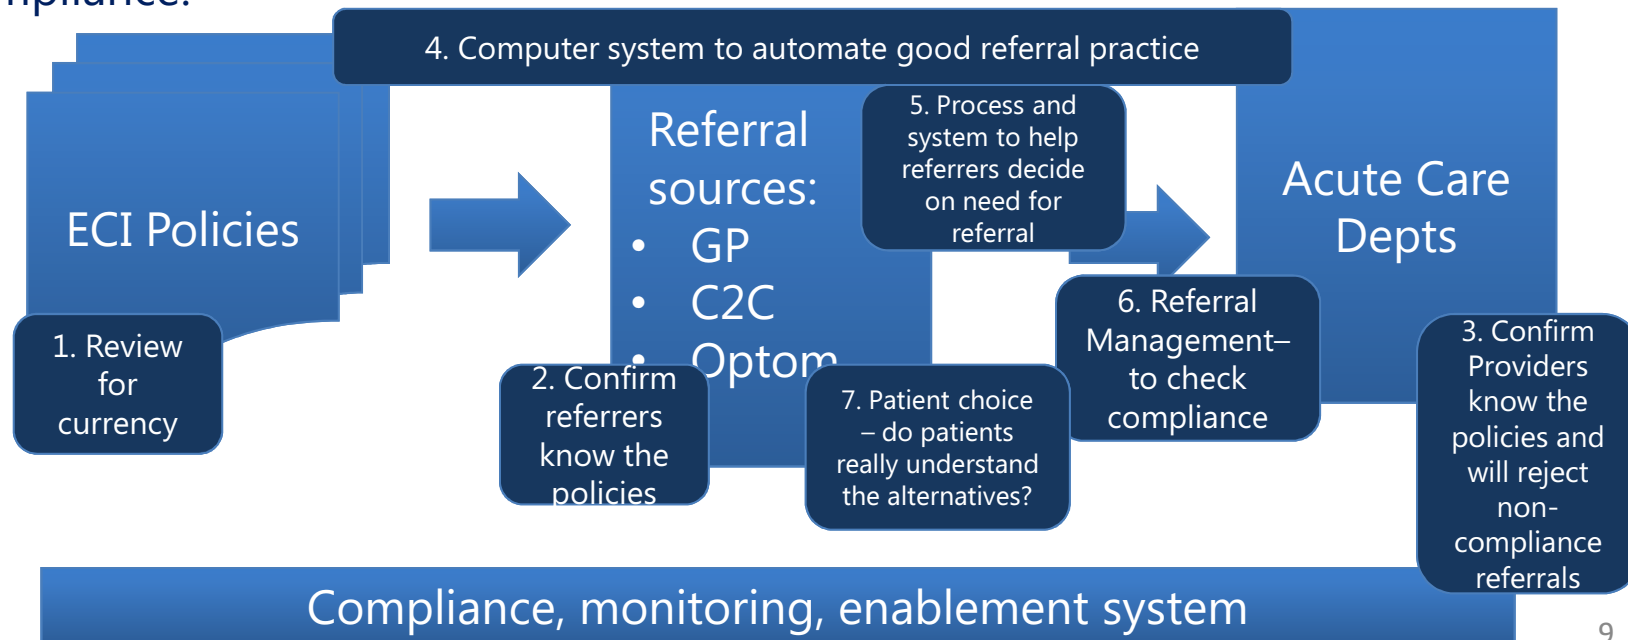 mpliance.
4. Computer system to automate good referral practice
ECI Policies
1. Review
for
currency
Referral
sources:
• GP
• C2C
• Optom
2. Confirm
referrers
know the
policies
5. Process and
system to help
referrers decide
on need for
referral
7. Patient choice
– do patients
really understand
the alternatives?
6. Referral
Management–
to check
compliance
Acute Care
Depts
3. Confirm
Providers
know the
policies and
will reject
non-
compliance
referrals
Compliance, monitoring, enablement system
9